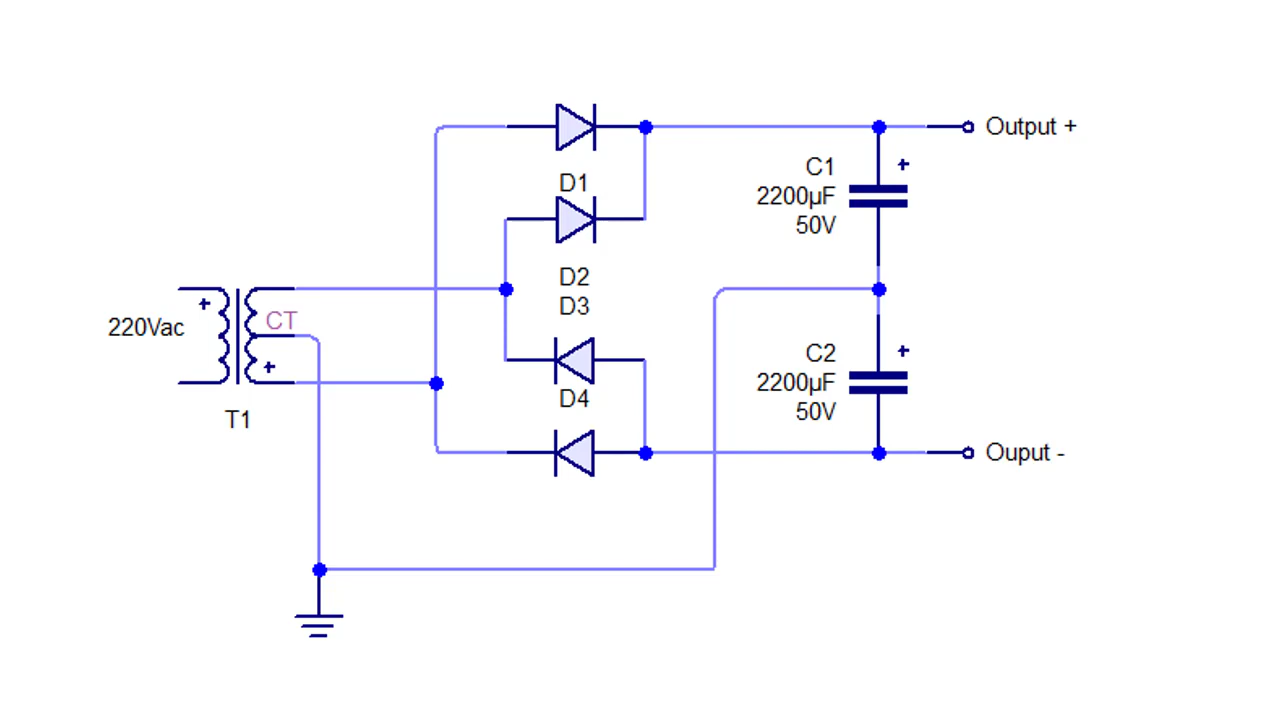 Output +
C1
+
2200µF
50V
D1
D2
D3
+
CT
220Vac
+
T1
D4
C2
+
2200µF
50V
Ouput -